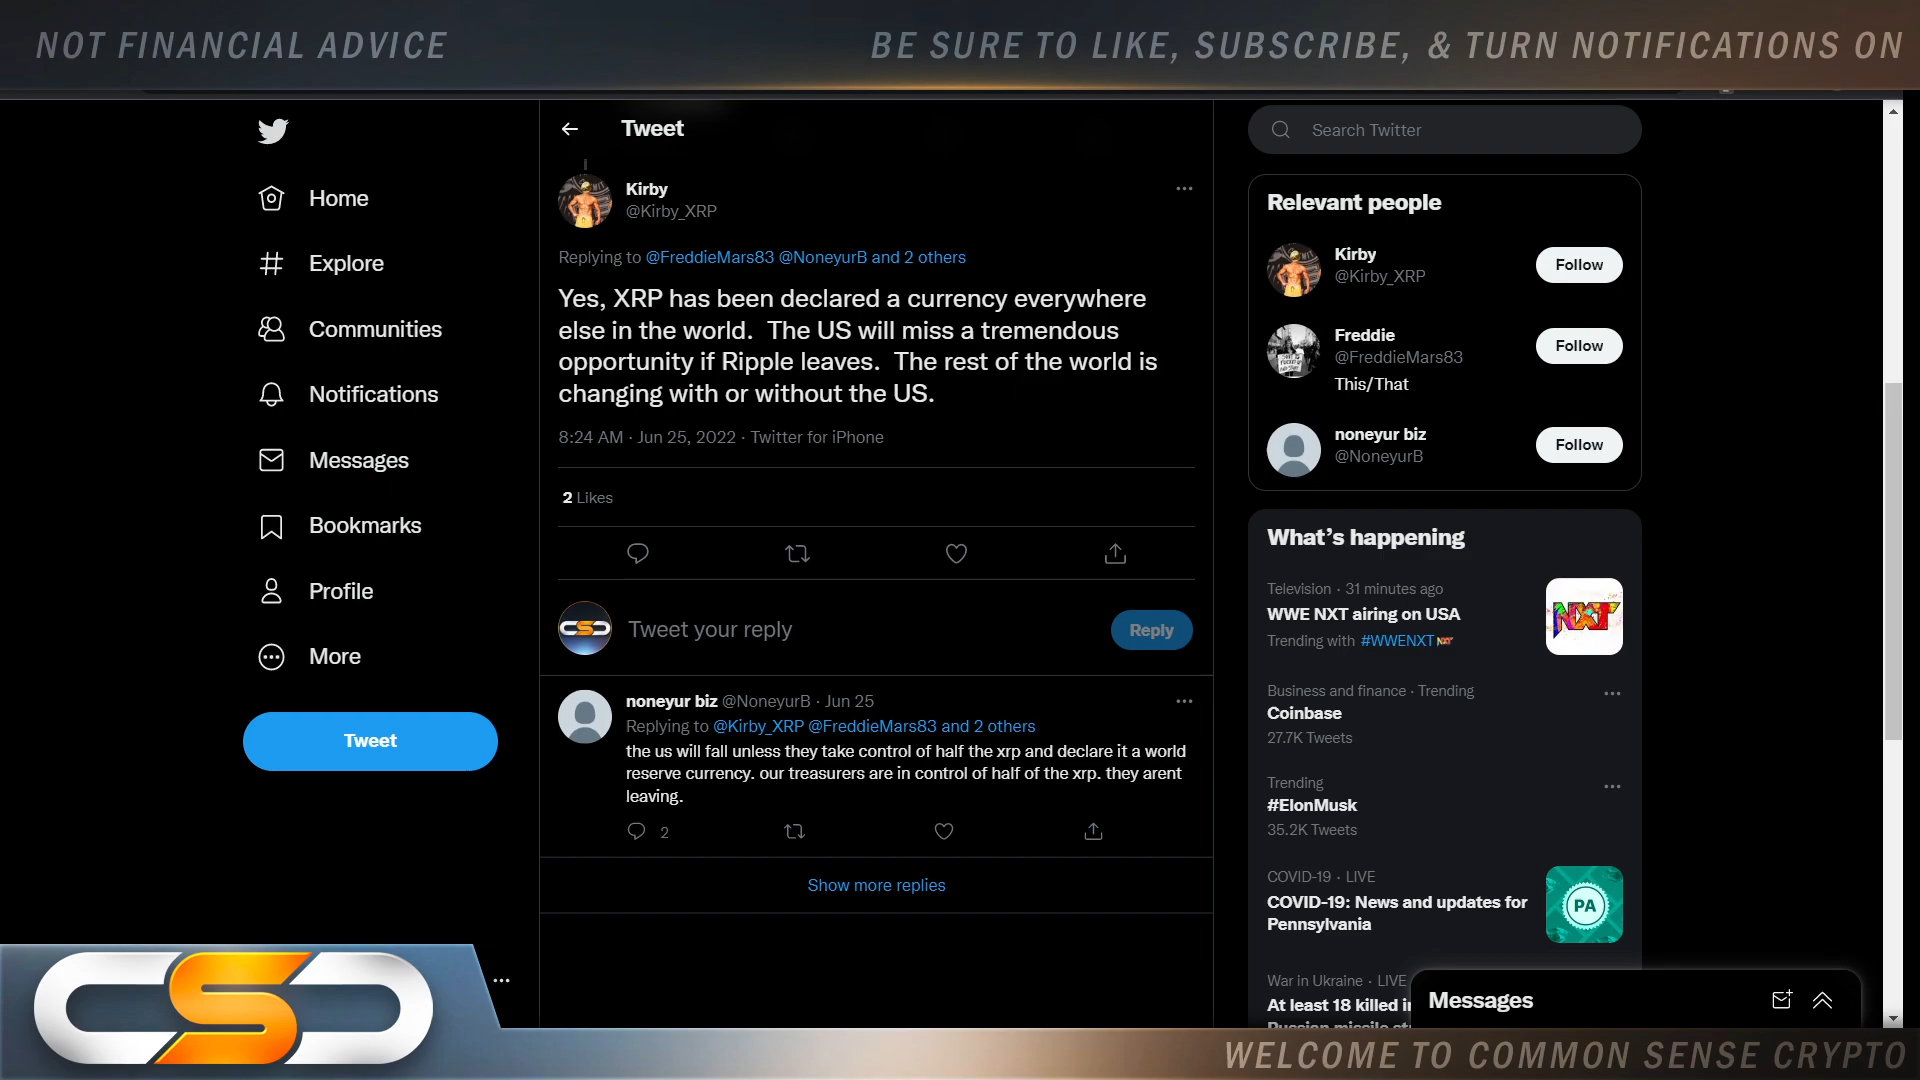 NOT FINANCIAL ADVICE
BE SURE TO LIKE, SUBSCRIBE, & TURN NOTIFICATIONS ON
Home
Explore
Communities
Notifications
Messages
Bookmarks
Profile
More
Tweet
Tweet
Kirby
@Kirby_XRP
Replying to @FreddieMars83 @NoneyurB and 2 others
Yes, XRP has been declared a currency everywhere
else in the world.  The US will miss a tremendous
opportunity if Ripple leaves.  The rest of the world is
changing with or without the US.
8:24 AM · Jun 25, 2022 · Twitter for iPhone
2 Likes
Tweet your reply
Reply
noneyur biz @NoneyurB · Jun 25
Replying to @Kirby_XRP @FreddieMars83 and 2 others
the us will fall unless they take control of half the xrp and declare it a world
reserve currency. our treasurers are in control of half of the xrp. they arent
leaving.
2
Show more replies
Search Twitter
Relevant people
Kirby
@Kirby_XRP
Follow
Freddie
@FreddieMars83
This/That
Follow
noneyur biz
@NoneyurB
Follow
What's happening
Television · 31 minutes ago
WWE NXT airing on USA
Trending with #WWENXT
NXT
Business and finance · Trending
Coinbase
27.7K Tweets
Trending
#ElonMusk
35.2K Tweets
COVID-19 · LIVE
COVID-19: News and updates for
Pennsylvania
PA
War in Ukraine · LIVE
At least 18 killed in
Russian missile
Messages
CSC
WELCOME TO COMMON SENSE CRYPTO